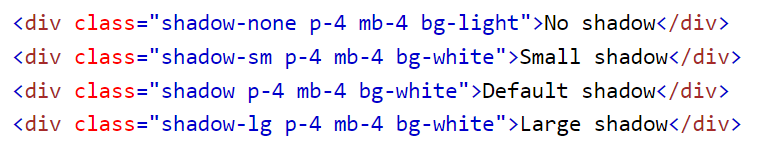 <div class="shadow-none p-4 mb-4 bg-light">No shadow</div>
<div class="shadow-sm p-4 mb-4 bg-white">Small shadow</div>
<div class="shadow p-4 mb-4 bg-white">Default shadow</div>
<div class="shadow-lg p-4 mb-4 bg-white">Large shadow</div>